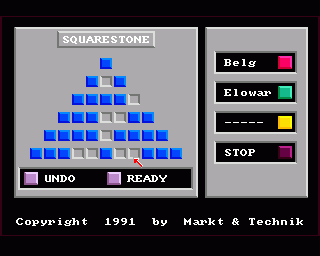 SQUARESTONE
Belg
Elowar
-----
STOP
UNDO READY
Copyright 1991 by Markt & Technik